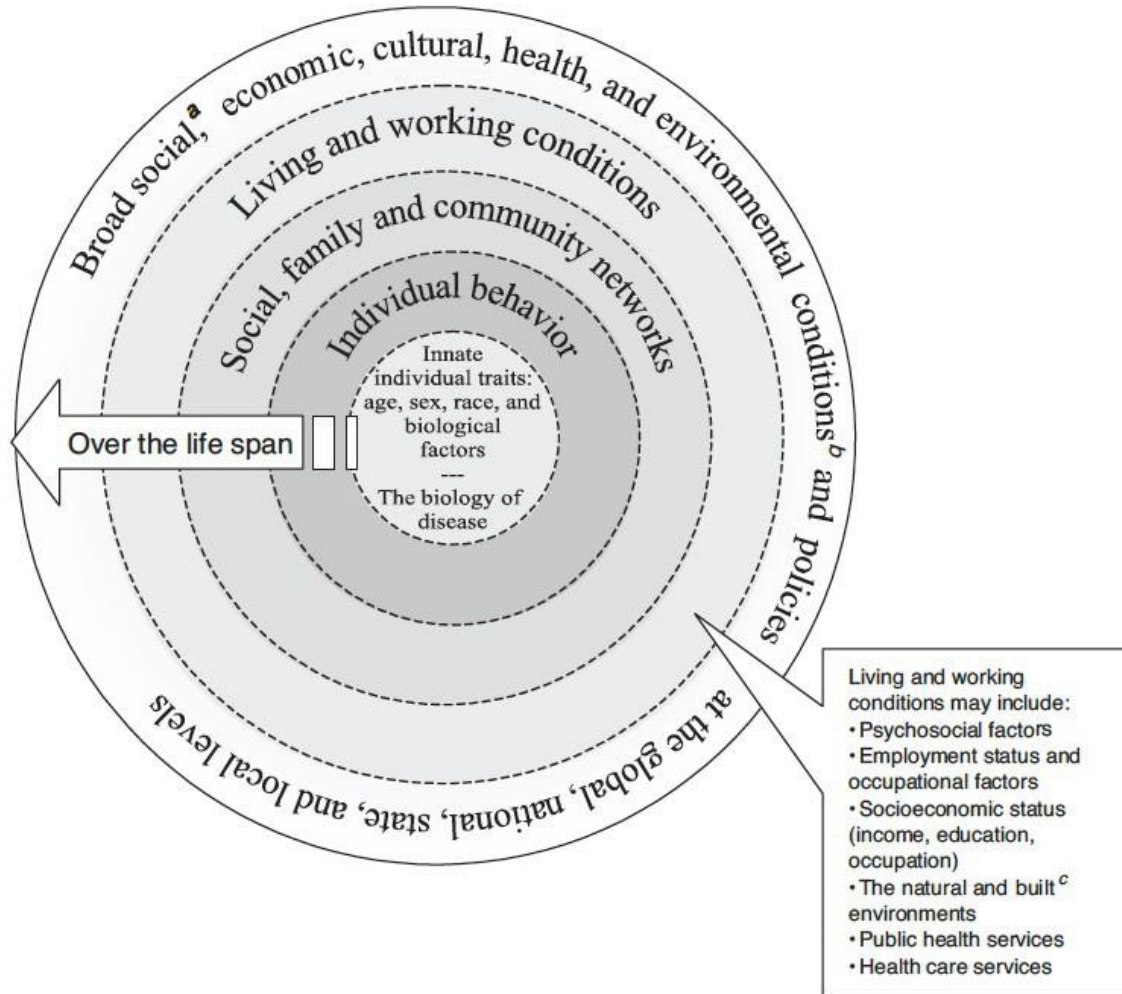 Broad social,a economic, cultural, health, and environmental conditionsb and policies
at the global, national, state, and local levels
Living and working conditions
Social, family and community networks
Individual behavior
Innate
individual traits:
age, sex, race, and
biological
factors
---
The biology of
disease
Over the life span
Living and working
conditions may include:
•Psychosocial factors
•Employment status and
occupational factors
•Socioeconomic status
(income, education,
occupation)
•The natural and built c
environments
•Public health services
•Health care services